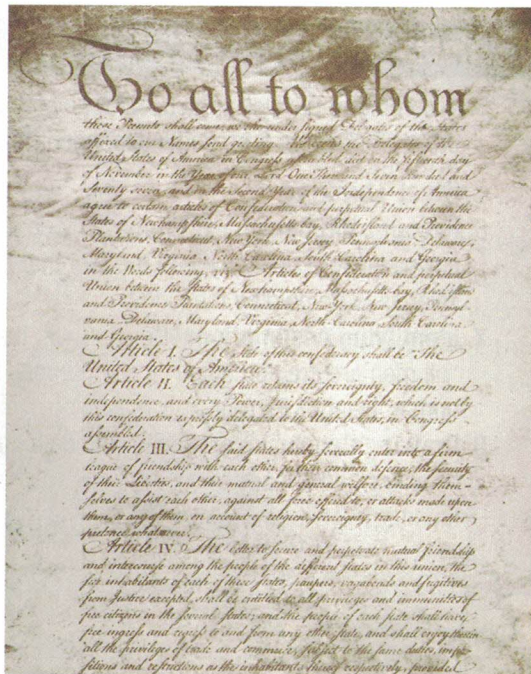 To all to whom
these Presents shall come, we the under signed Delegates of the States
affixed to our Names send greeting. Whereas the Delegates of the
United States of America in Congress assembled did on the fifteenth day
of November in the Year of our Lord One Thousand Seven Hundred and
Seventy seven, and in the Second Year of the Independence of America
agree to certain articles of Confederation and perpetual Union between the
States of Newhampshire, Massachusetts-bay, Rhodeisland and Providence
Plantations, Connecticut, New York, New Jersey, Pennsylvania, Delaware,
Maryland, Virginia, North-Carolina, South-Carolina and Georgia
in the Words following, viz. Articles of Confederation and perpetual
Union between the States of Newhampshire, Massachusetts-bay, Rhodeisland
and Providence Plantations, Connecticut, New-York, New-Jersey, Pennsyl-
vania, Delaware, Maryland, Virginia, North-Carolina, South-Carolina
and Georgia.
Article I. The Stile of this confederacy shall be "The
United States of America."
Article II. Each state retains its sovereignty, freedom and
independence, and every Power, Jurisdiction and right, which is not by
this confederation expressly delegated to the United States, in Congress
assembled.
Article III. The said states hereby severally enter into a firm
league of friendship with each other, for their common defence, the security
of their Liberties, and their mutual and general welfare, binding them-
selves to assist each other, against all force offered to, or attacks made upon
them, or any of them, on account of religion, sovereignty, trade, or any other
pretence whatever.
Article IV. The better to secure and perpetuate mutual friendship
and intercourse among the people of the different states in this union, the
free inhabitants of each of these states, paupers, vagabonds and fugitives
from Justice excepted, shall be entitled to all privileges and immunities of
free citizens in the several states; and the people of each state shall have
free ingress and regress to and from any other state, and shall enjoy therein
all the privileges of trade and commerce, subject to the same duties, impo-
sitions and restrictions as the inhabitants thereof respectively, provided